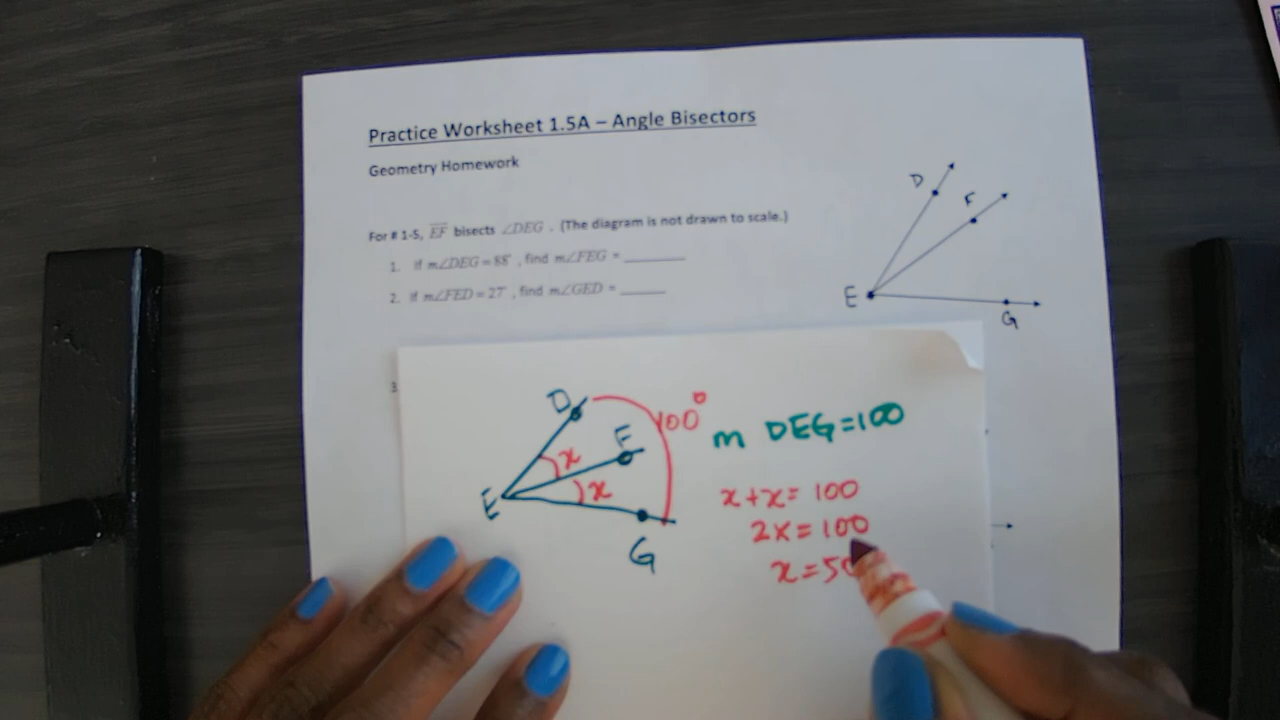 Practice Worksheet 1.5A – Angle Bisectors
Geometry Homework
For # 1-5, EF bisects ∠DEG . (The diagram is not drawn to scale.)
1. If m∠DEG = 88° , find m∠FEG = ______
2. If m∠FED = 27° , find m∠GED = ______
3
D
F
E
G
D
F
E
G
x
x
100°
m DEG=100
x+x= 100
2x=100
x=50